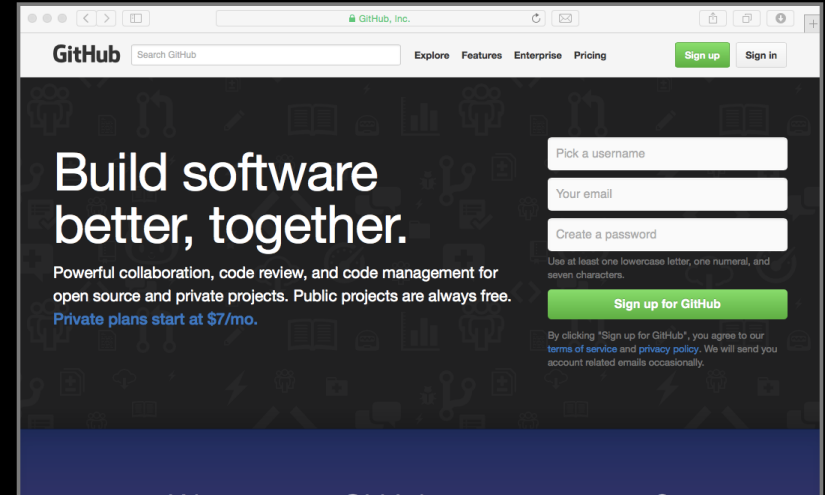 GitHub, Inc.
GitHub
Search GitHub
Explore Features Enterprise Pricing
Sign up
Sign in
Build software
better, together.
Powerful collaboration, code review, and code management for
open source and private projects. Public projects are always free.
Private plans start at $7/mo.
Pick a username
Your email
Create a password
Use at least one lowercase letter, one numeral, and
seven characters.
Sign up for GitHub
By clicking "Sign up for GitHub", you agree to our
terms of service and privacy policy. We will send you
account related emails occasionally.